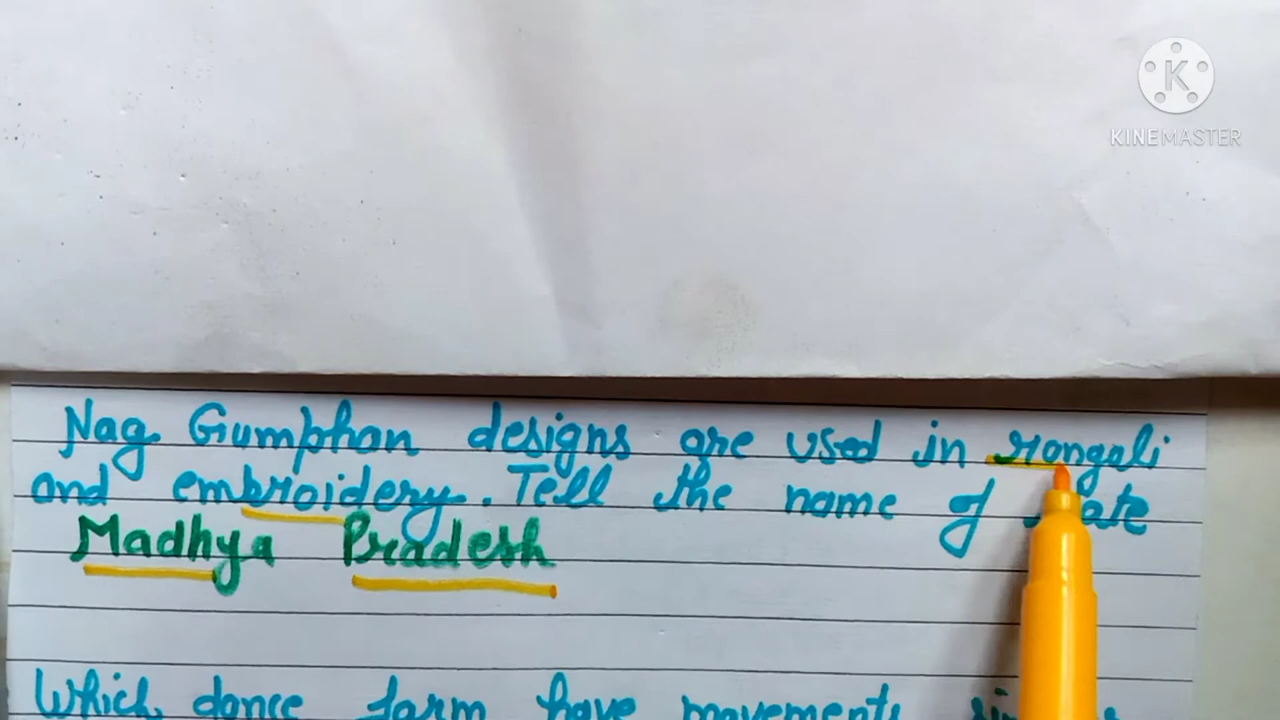 KINEMASTER
Nag Gumphan designs are used in rangali
and embroidery. Tell the name of
Madhya Pradesh
Which dance form have movements